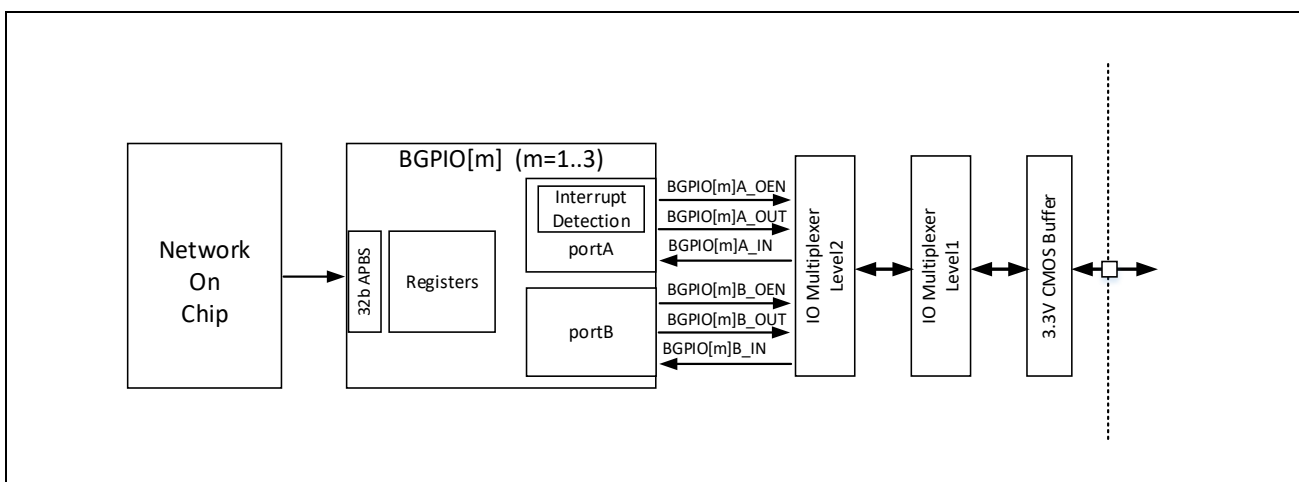 Network
On
Chip
BGPIO[m] (m=1..3)
32b APBS
Registers
Interrupt
Detection
portA
portB
BGPIO[m]A_OEN
BGPIO[m]A_OUT
BGPIO[m]A_IN
BGPIO[m]B_OEN
BGPIO[m]B_OUT
BGPIO[m]B_IN
IO Multiplexer
Level2
IO Multiplexer
Level1
3.3V CMOS Buffer